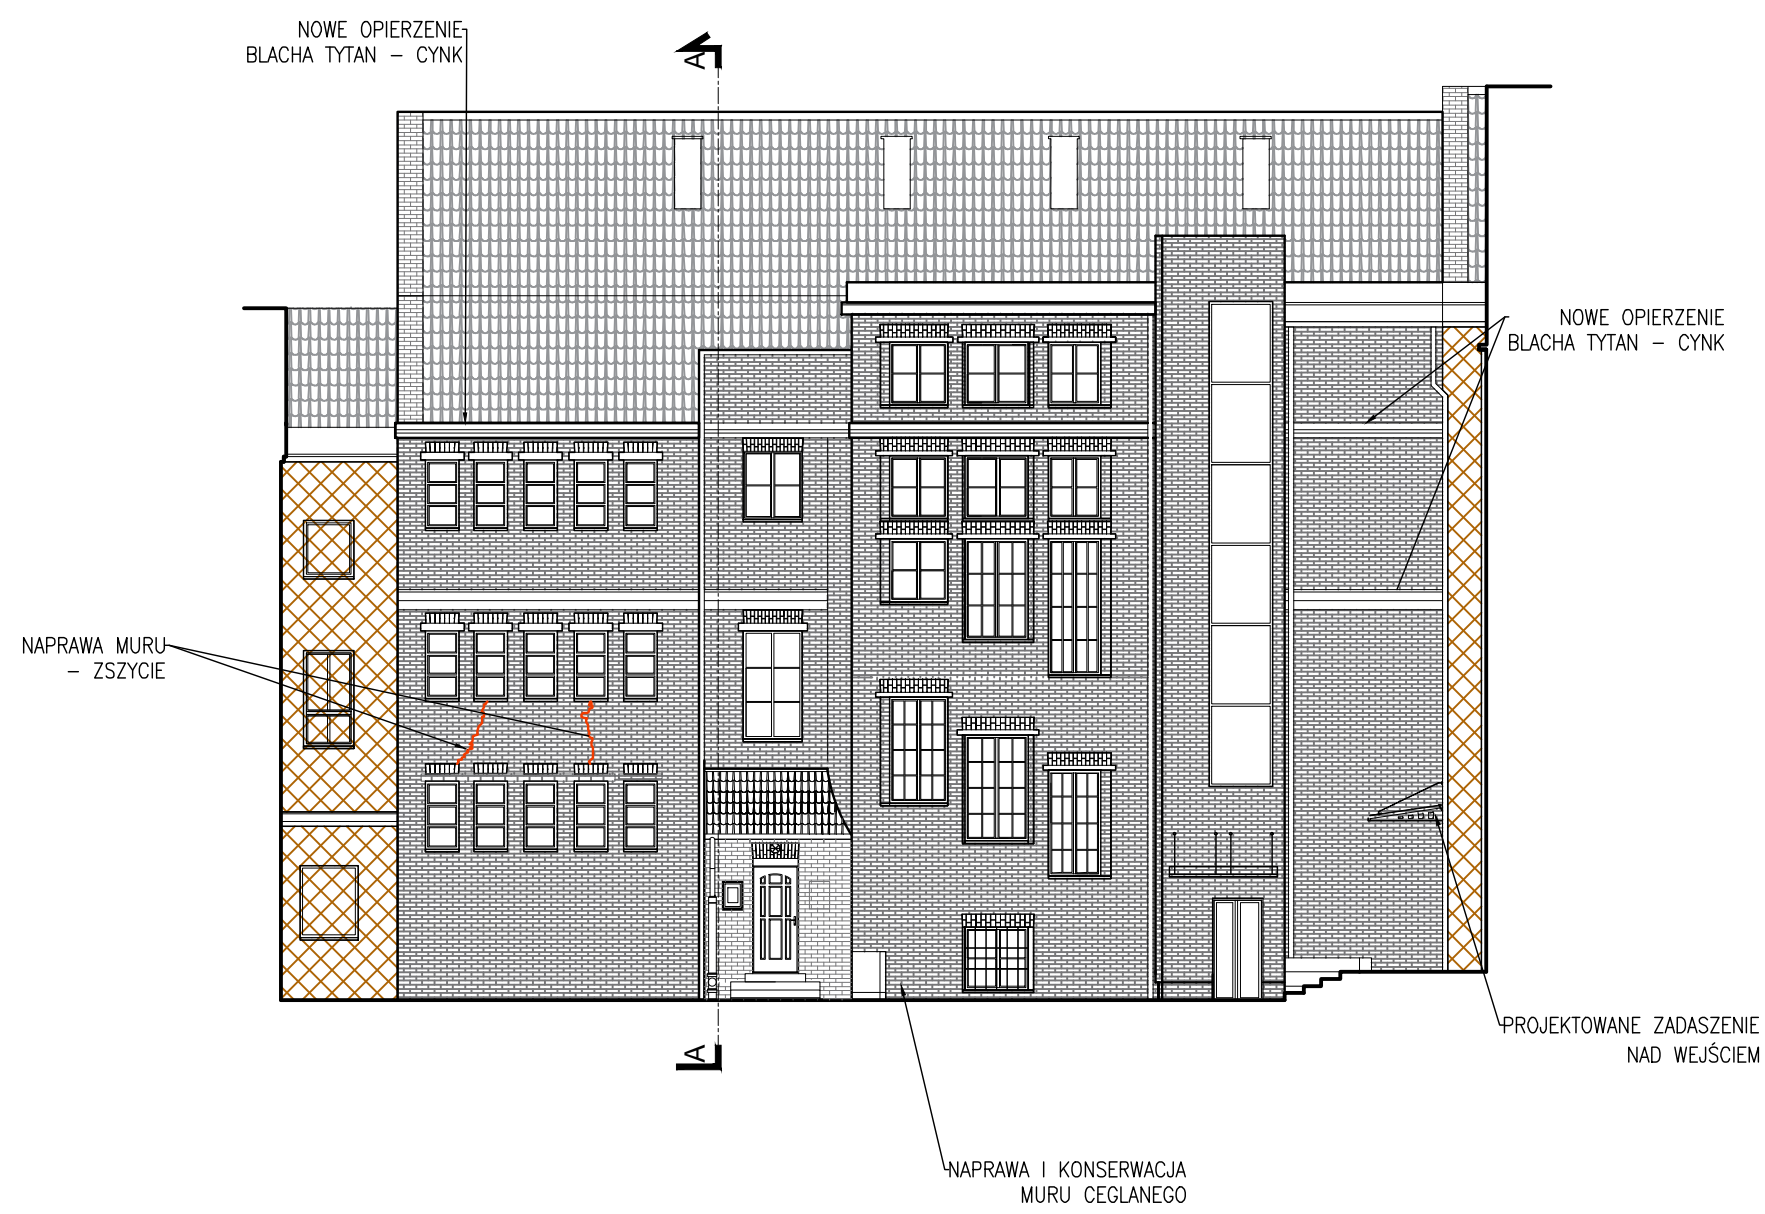 NOWE OPIERZENIE
BLACHA TYTAN – CYNK
A
NOWE OPIERZENIE
BLACHA TYTAN – CYNK
NAPRAWA MURU
– ZSZYCIE
PROJEKTOWANE ZADASZENIE
NAD WEJŚCIEM
A
NAPRAWA I KONSERWACJA
MURU CEGLANEGO